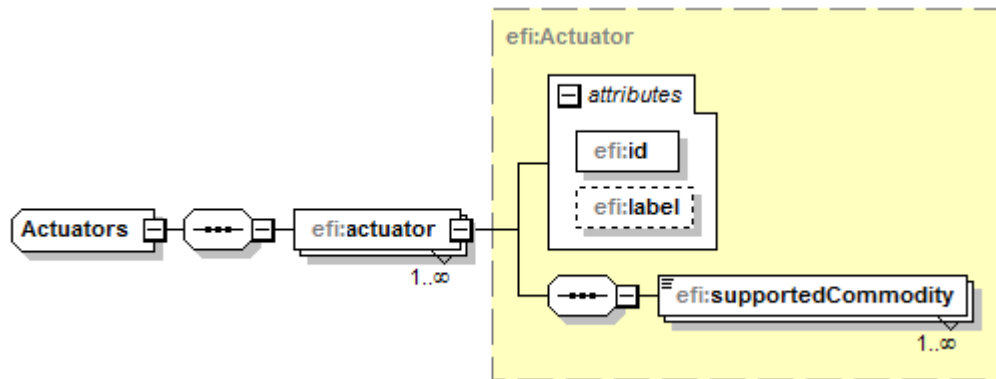 efi:Actuator
attributes
efi:id
efi:label
Actuators
efi:actuator
1..∞
efi:supportedCommodity
1..∞